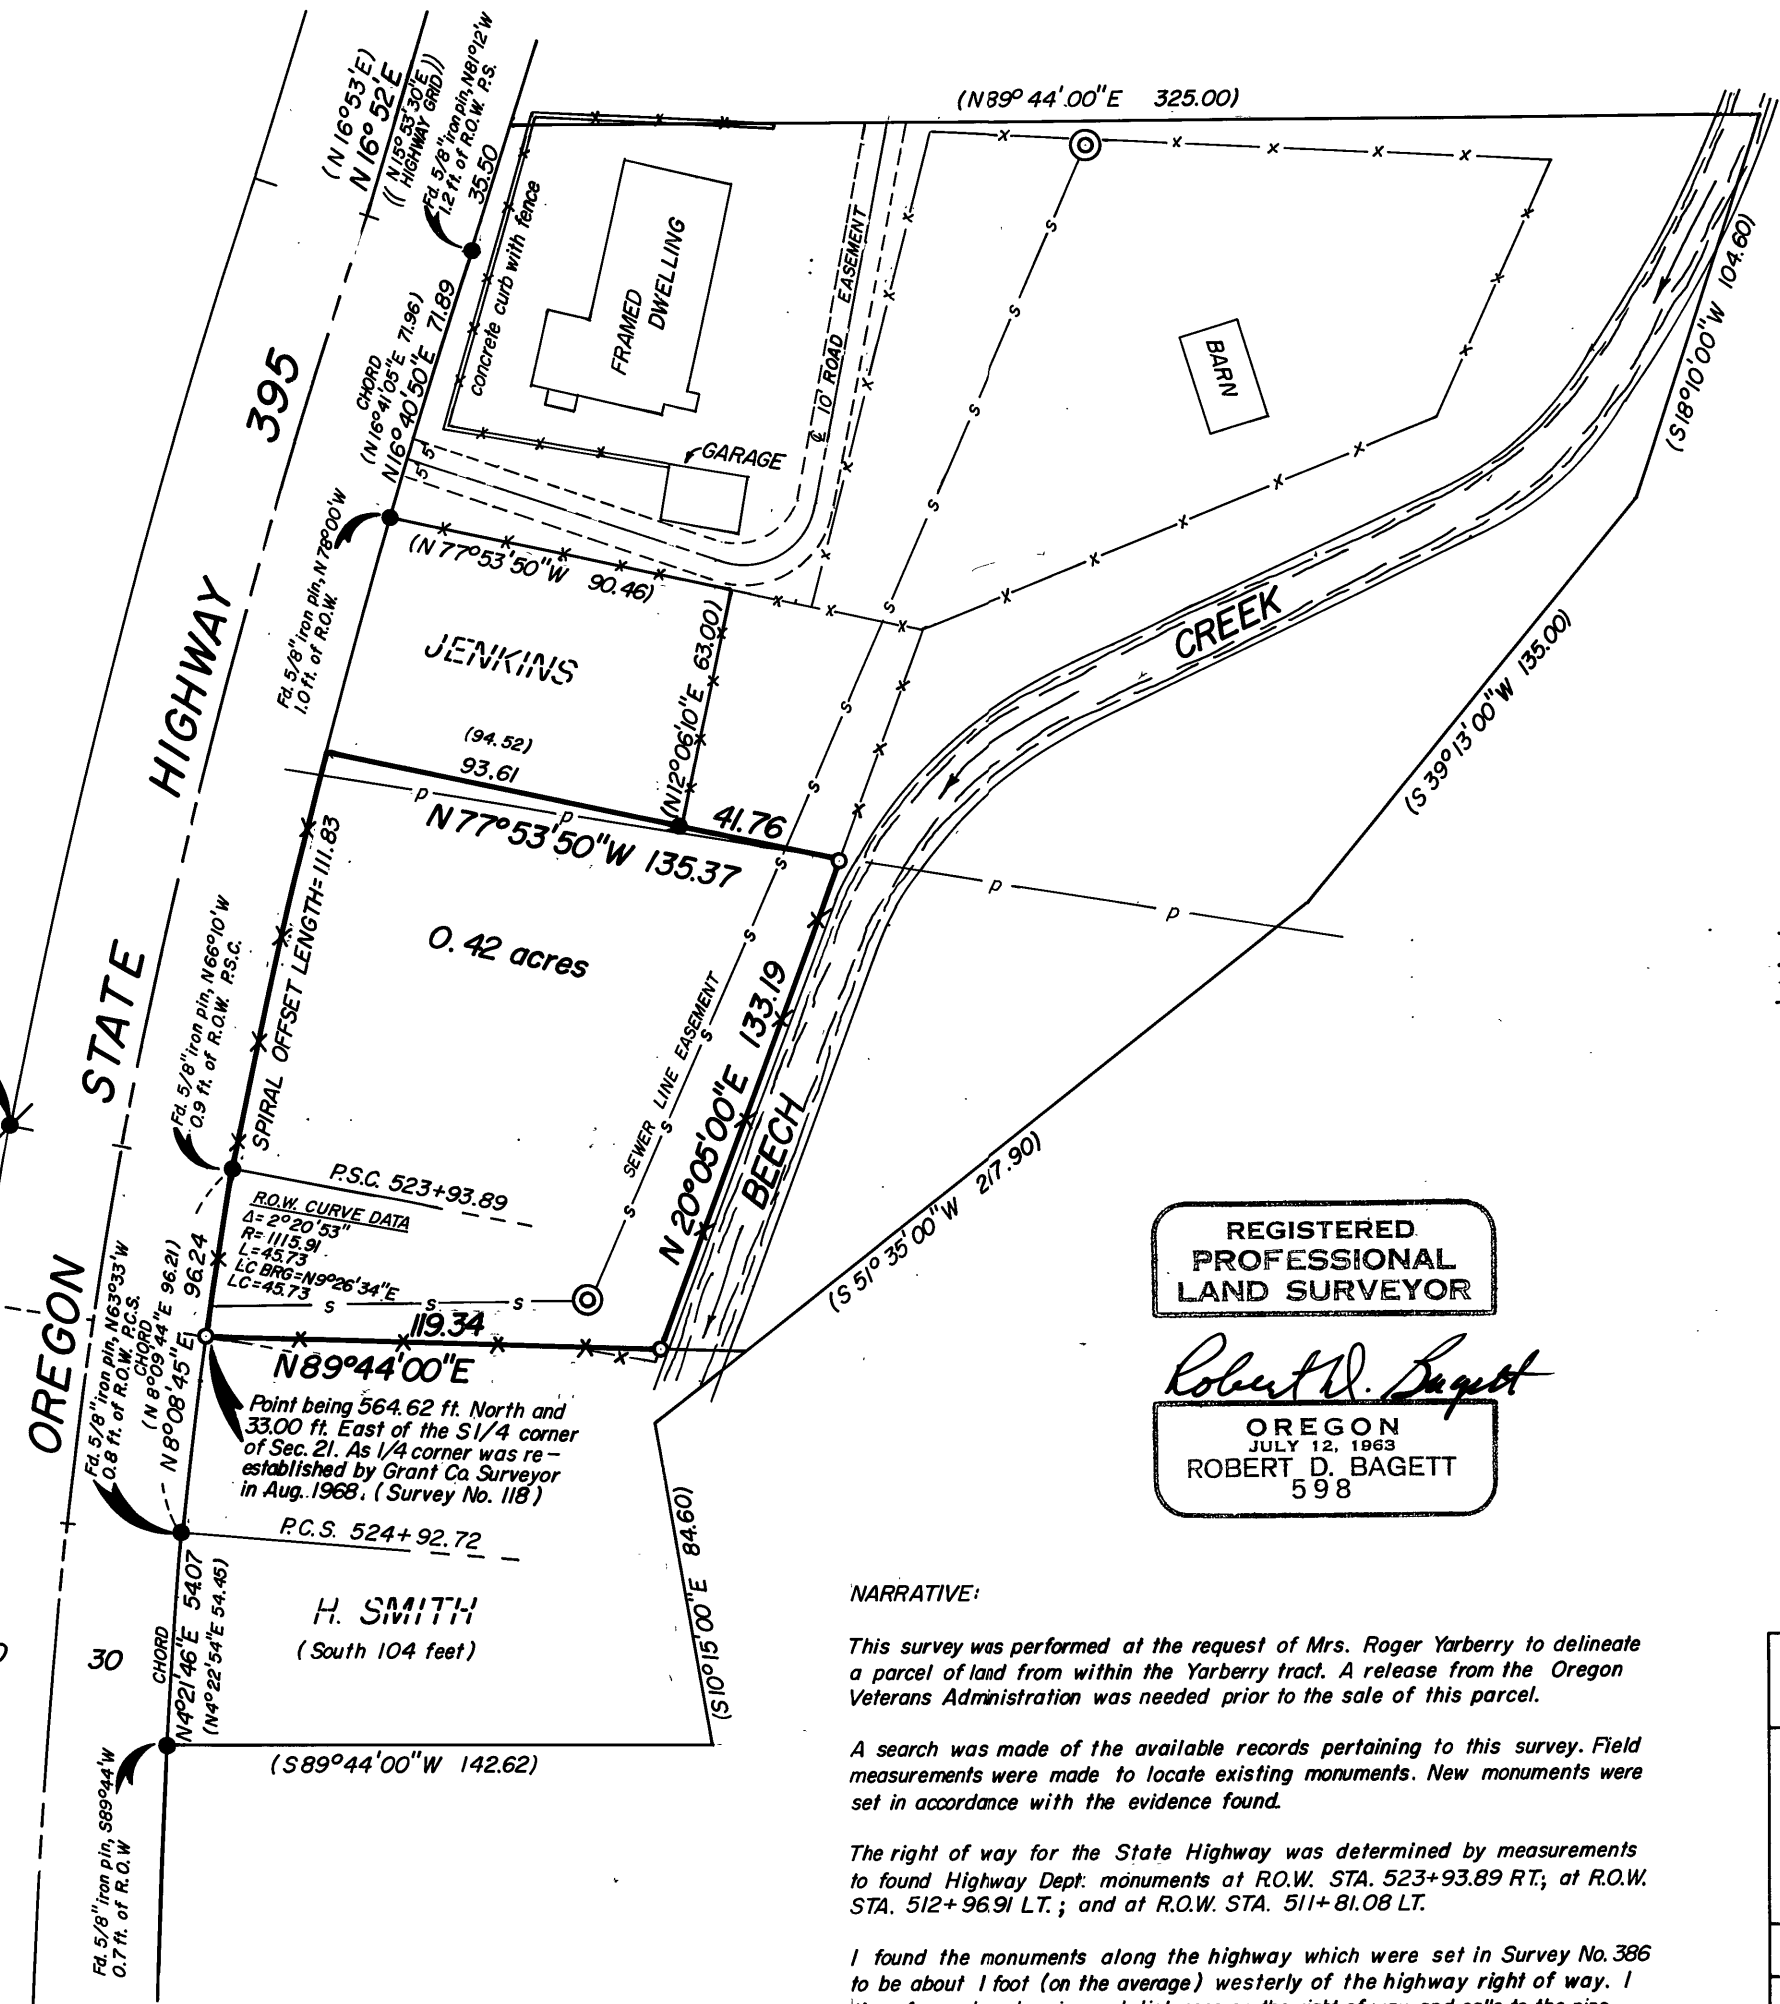 (N16°53'E)
N16°52'E
((N15°53'30"E))
HIGHWAY GRID))
Fd. 5/8" iron pin, N81°12'W
1.2 ft. of R.O.W. P.S.
35.50
(N89°44'00"E 325.00)
concrete curb with fence
FRAMED
DWELLING
℄ 10' ROAD EASEMENT
BARN
(S18°10'00"W 104.60)
395
CHORD
(N16°41'05"E 71.96)
N16°40'50"E 71.89
5
5
GARAGE
Fd. 5/8" iron pin, N78°00'W
1.0 ft. of R.O.W.
(N77°53'50"W 90.46)
JENKINS
(N12°06'10"E 63.00)
(94.52)
93.61
N77°53'50"W 135.37
41.76
CREEK
(S39°13'00"W 135.00)
HIGHWAY
STATE
OREGON
SPIRAL OFFSET LENGTH=111.83
0.42 acres
Fd. 5/8" iron pin, N66°10'W
0.9 ft. of R.O.W. P.S.C.
SEWER LINE EASEMENT
N20°05'00"E 133.19
BEECH
(S51°35'00"W 217.90)
P.S.C. 523+93.89
R.O.W. CURVE DATA
Δ=2°20'53"
R=1115.91
L=45.73
LC BRG=N9°26'34"E
LC=45.73
Fd. 5/8" iron pin, N63°33'W
0.8 ft. of R.O.W. P.C.S.
CHORD
(N8°09'44"E 96.21)
N8°08'45"E 96.24
119.34
N89°44'00"E
Point being 564.62 ft. North and
33.00 ft. East of the S1/4 corner
of Sec. 21. As 1/4 corner was re-
established by Grant Co. Surveyor
in Aug. 1968. (Survey No. 118)
P.C.S. 524+92.72
H. SMITH
(South 104 feet)
30
CHORD
N4°21'46"E 54.07
(N4°22'54"E 54.45)
(S10°15'00"E 84.60)
(S89°44'00"W 142.62)
Fd. 5/8" iron pin, S89°44'W
0.7 ft. of R.O.W
REGISTERED
PROFESSIONAL
LAND SURVEYOR
Robert D. Bagett
OREGON
JULY 12, 1963
ROBERT D. BAGETT
598
NARRATIVE:
This survey was performed at the request of Mrs. Roger Yarberry to delineate
a parcel of land from within the Yarberry tract. A release from the Oregon
Veterans Administration was needed prior to the sale of this parcel.
A search was made of the available records pertaining to this survey. Field
measurements were made to locate existing monuments. New monuments were
set in accordance with the evidence found.
The right of way for the State Highway was determined by measurements
to found Highway Dept. monuments at R.O.W. STA. 523+93.89 RT.; at R.O.W.
STA. 512+96.91 LT.; and at R.O.W. STA. 511+81.08 LT.
I found the monuments along the highway which were set in Survey No. 386
to be about 1 foot (on the average) westerly of the highway right of way. I